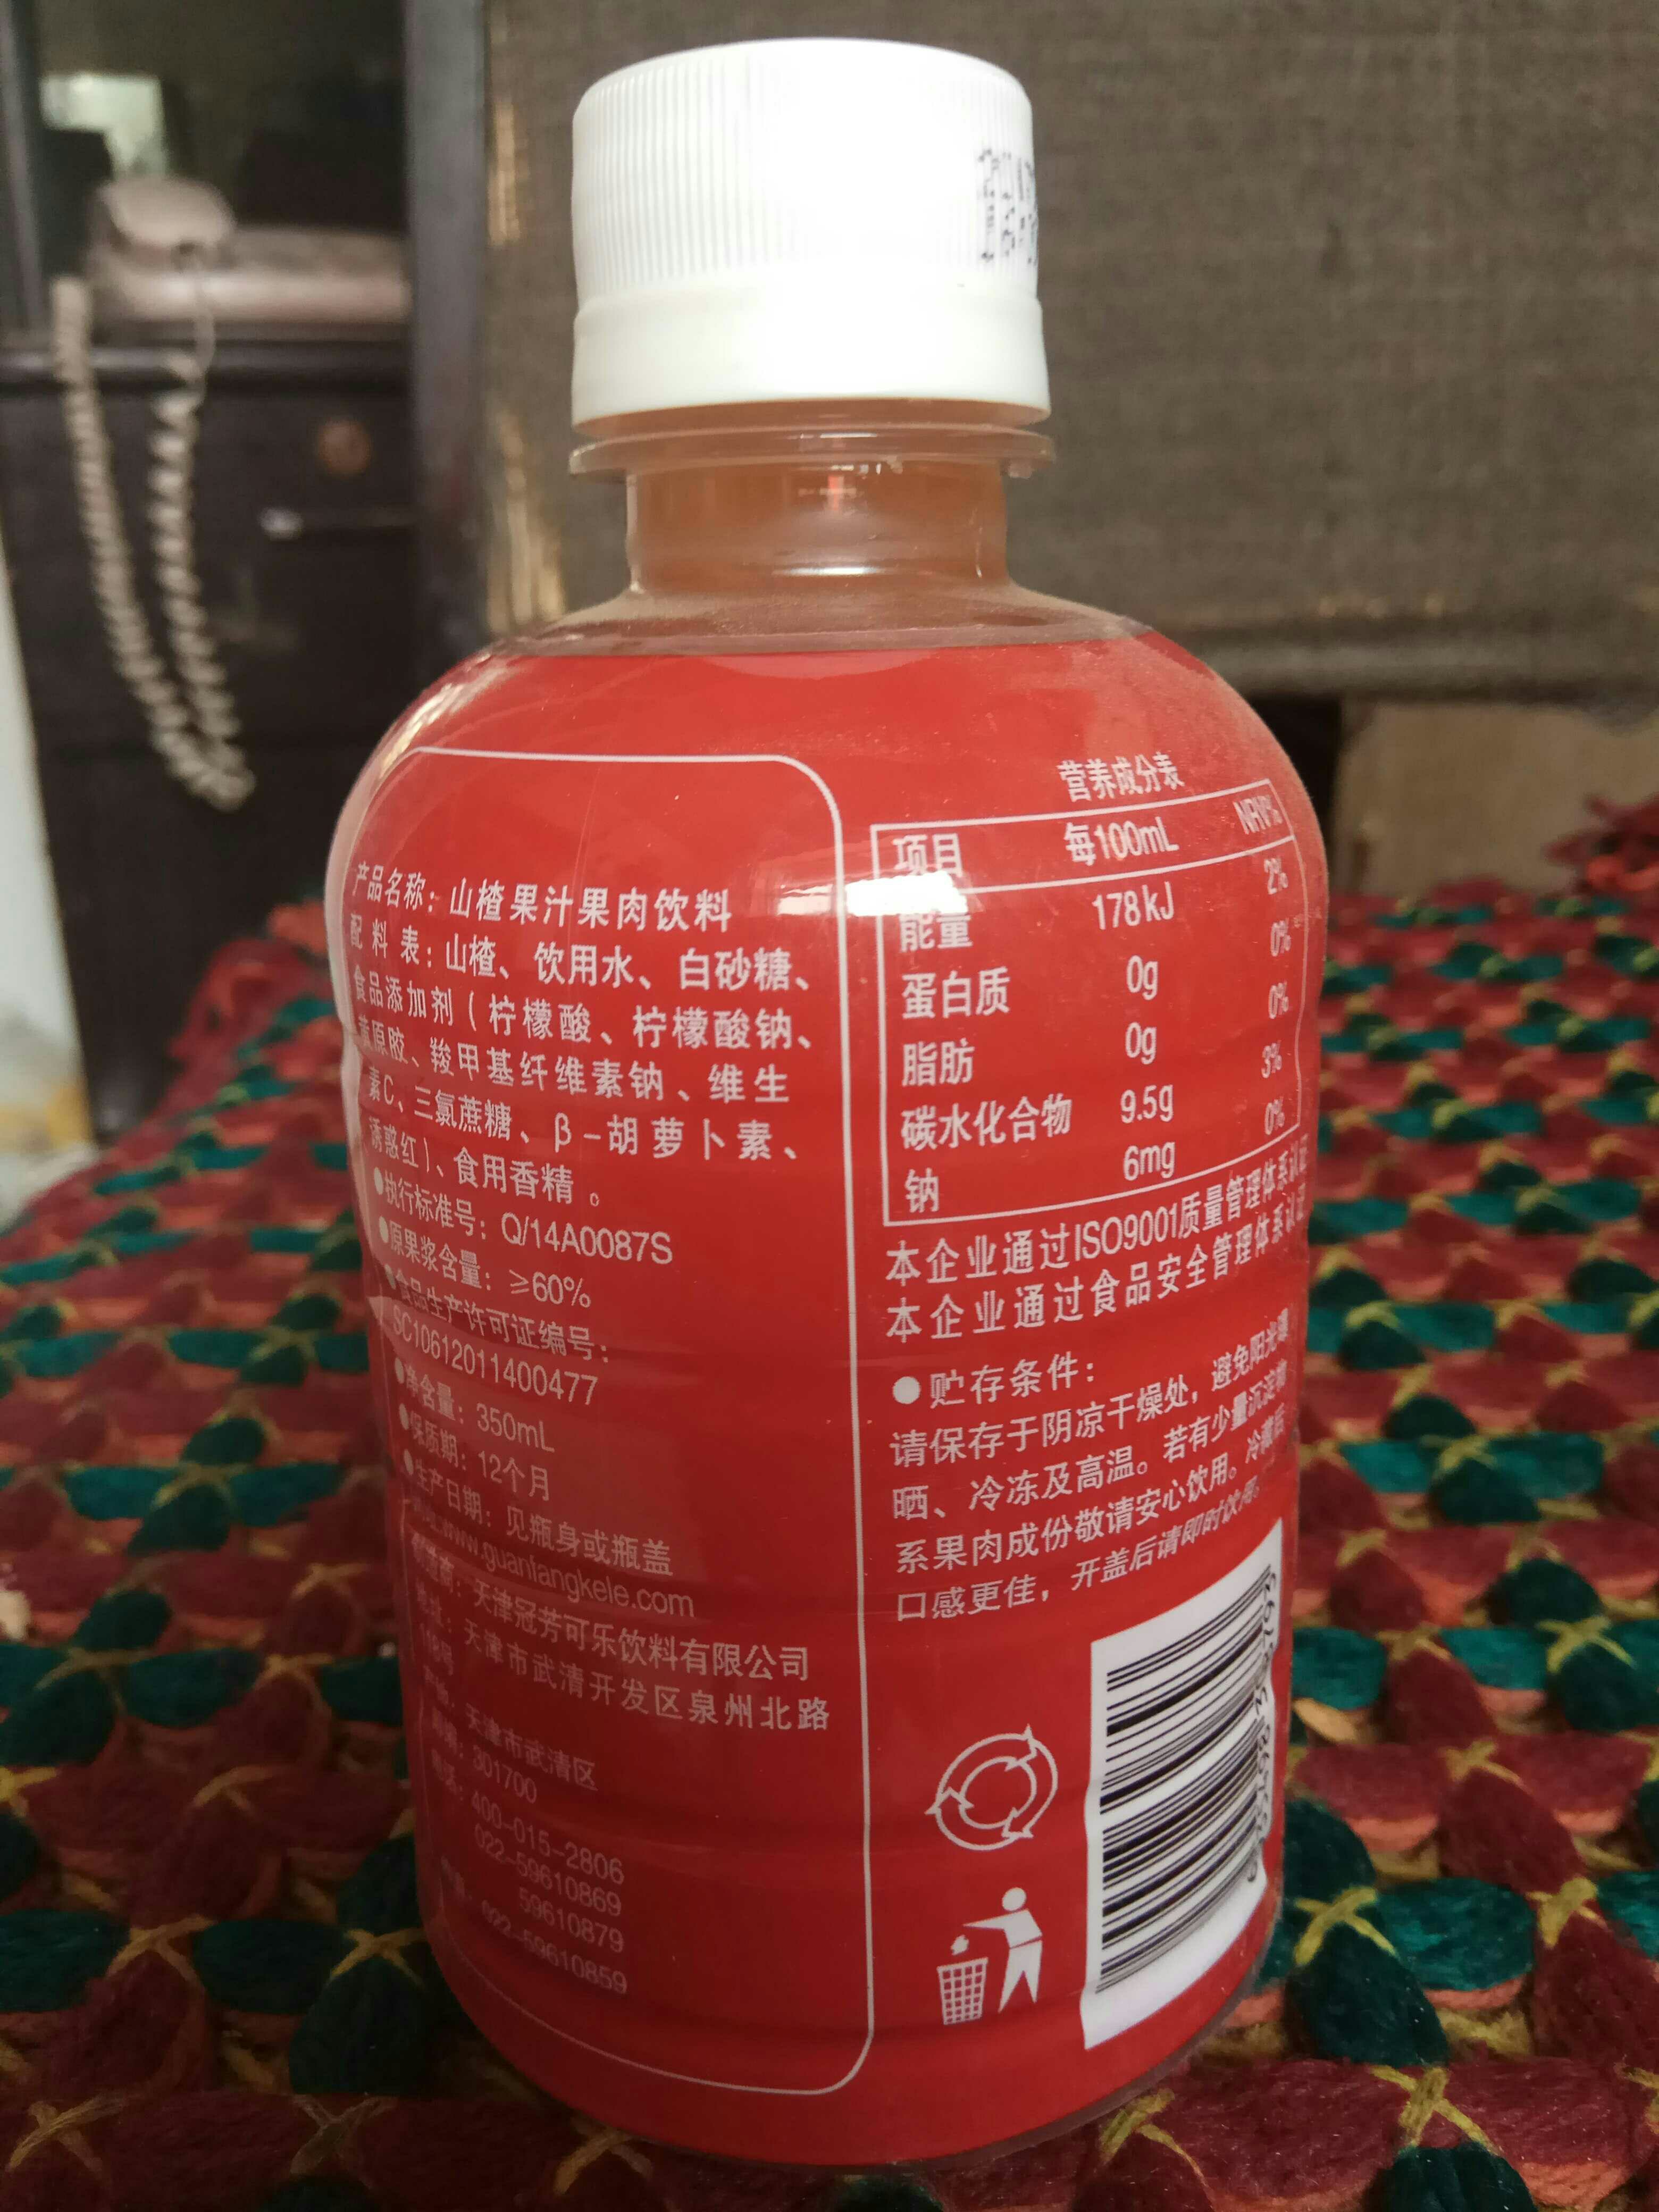 产品名称：山楂果汁果肉饮料
配 料 表：山楂、饮用水、白砂糖、
食品添加剂（柠檬酸、柠檬酸钠、
黄原胶、羧甲基纤维素钠、维生
素C、三氯蔗糖、β-胡萝卜素、
诱惑红）、食用香精。
●执行标准号：Q/14A0087S
●原果浆含量：≥60%
●食品生产许可证编号：
SC10612011400477
●净含量：350mL
●保质期：12个月
●生产日期：见瓶身或瓶盖
www.guanfangkele.com
制造商：天津冠芳可乐饮料有限公司
地址：天津市武清开发区泉州北路
天津市武清区
301700
400-015-2806
022-59610869
59610879
022-59610859
营养成分表
项目 每100mL NRV%
能量 178kJ 2%
蛋白质 0g 0%
脂肪 0g 0%
碳水化合物 9.5g 3%
钠 6mg 0%
本企业通过ISO9001质量管理体系认证
本企业通过食品安全管理体系认证
●贮存条件：
请保存于阴凉干燥处，避免阳光曝
晒、冷冻及高温。若有少量沉淀物
系果肉成份敬请安心饮用。冷藏后
口感更佳，开盖后请即时饮用。